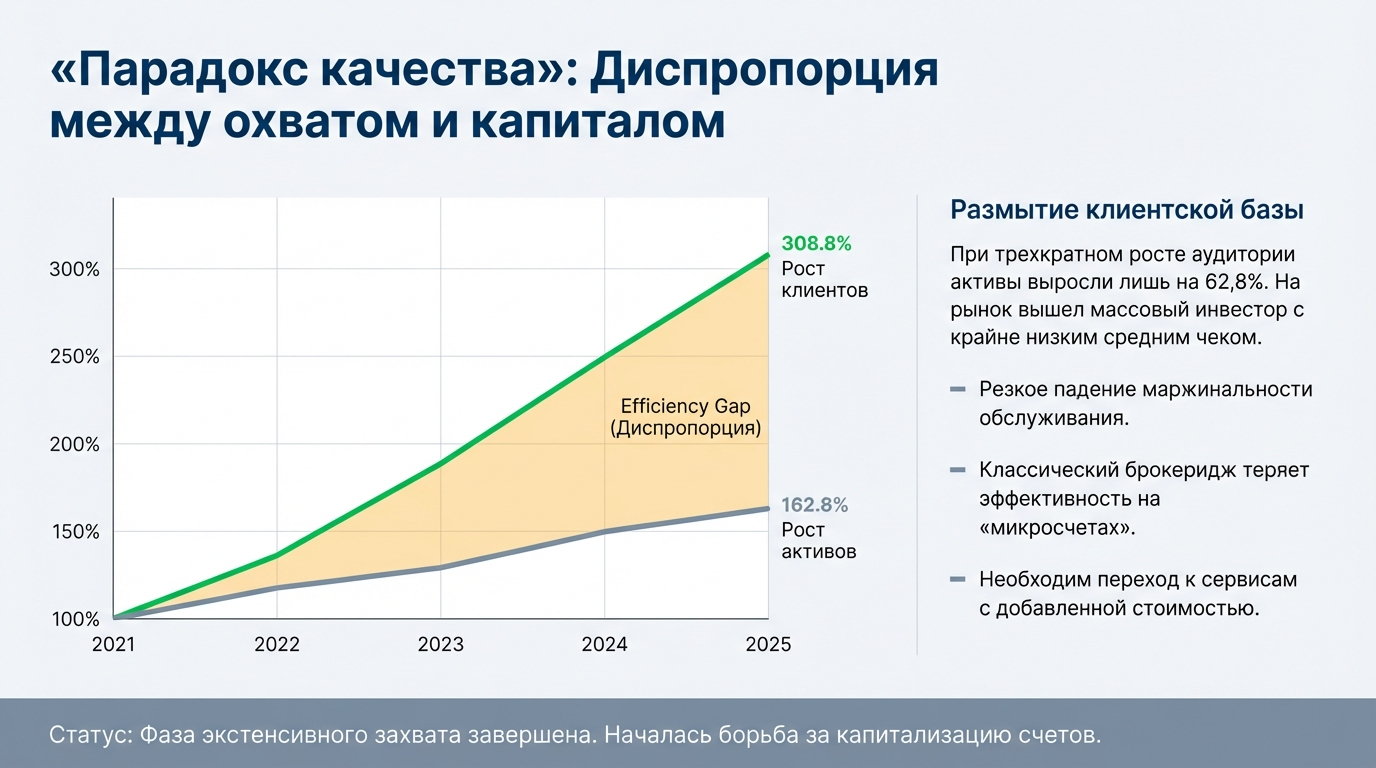 «Парадокс качества»: Диспропорция
между охватом и капиталом
300%
250%
200%
150%
100%
2021
2022
2023
2024
2025
308.8%
Рост
клиентов
Efficiency Gap
(Диспропорция)
162.8%
Рост
активов
Размытие клиентской базы
При трехкратном росте аудитории
активы выросли лишь на 62,8%. На
рынок вышел массовый инвестор с
крайне низким средним чеком.
Резкое падение маржинальности
обслуживания.
Классический брокеридж теряет
эффективность на
«микросчетах».
Необходим переход к сервисам
с добавленной стоимостью.
Статус: Фаза экстенсивного захвата завершена. Началась борьба за капитализацию счетов.